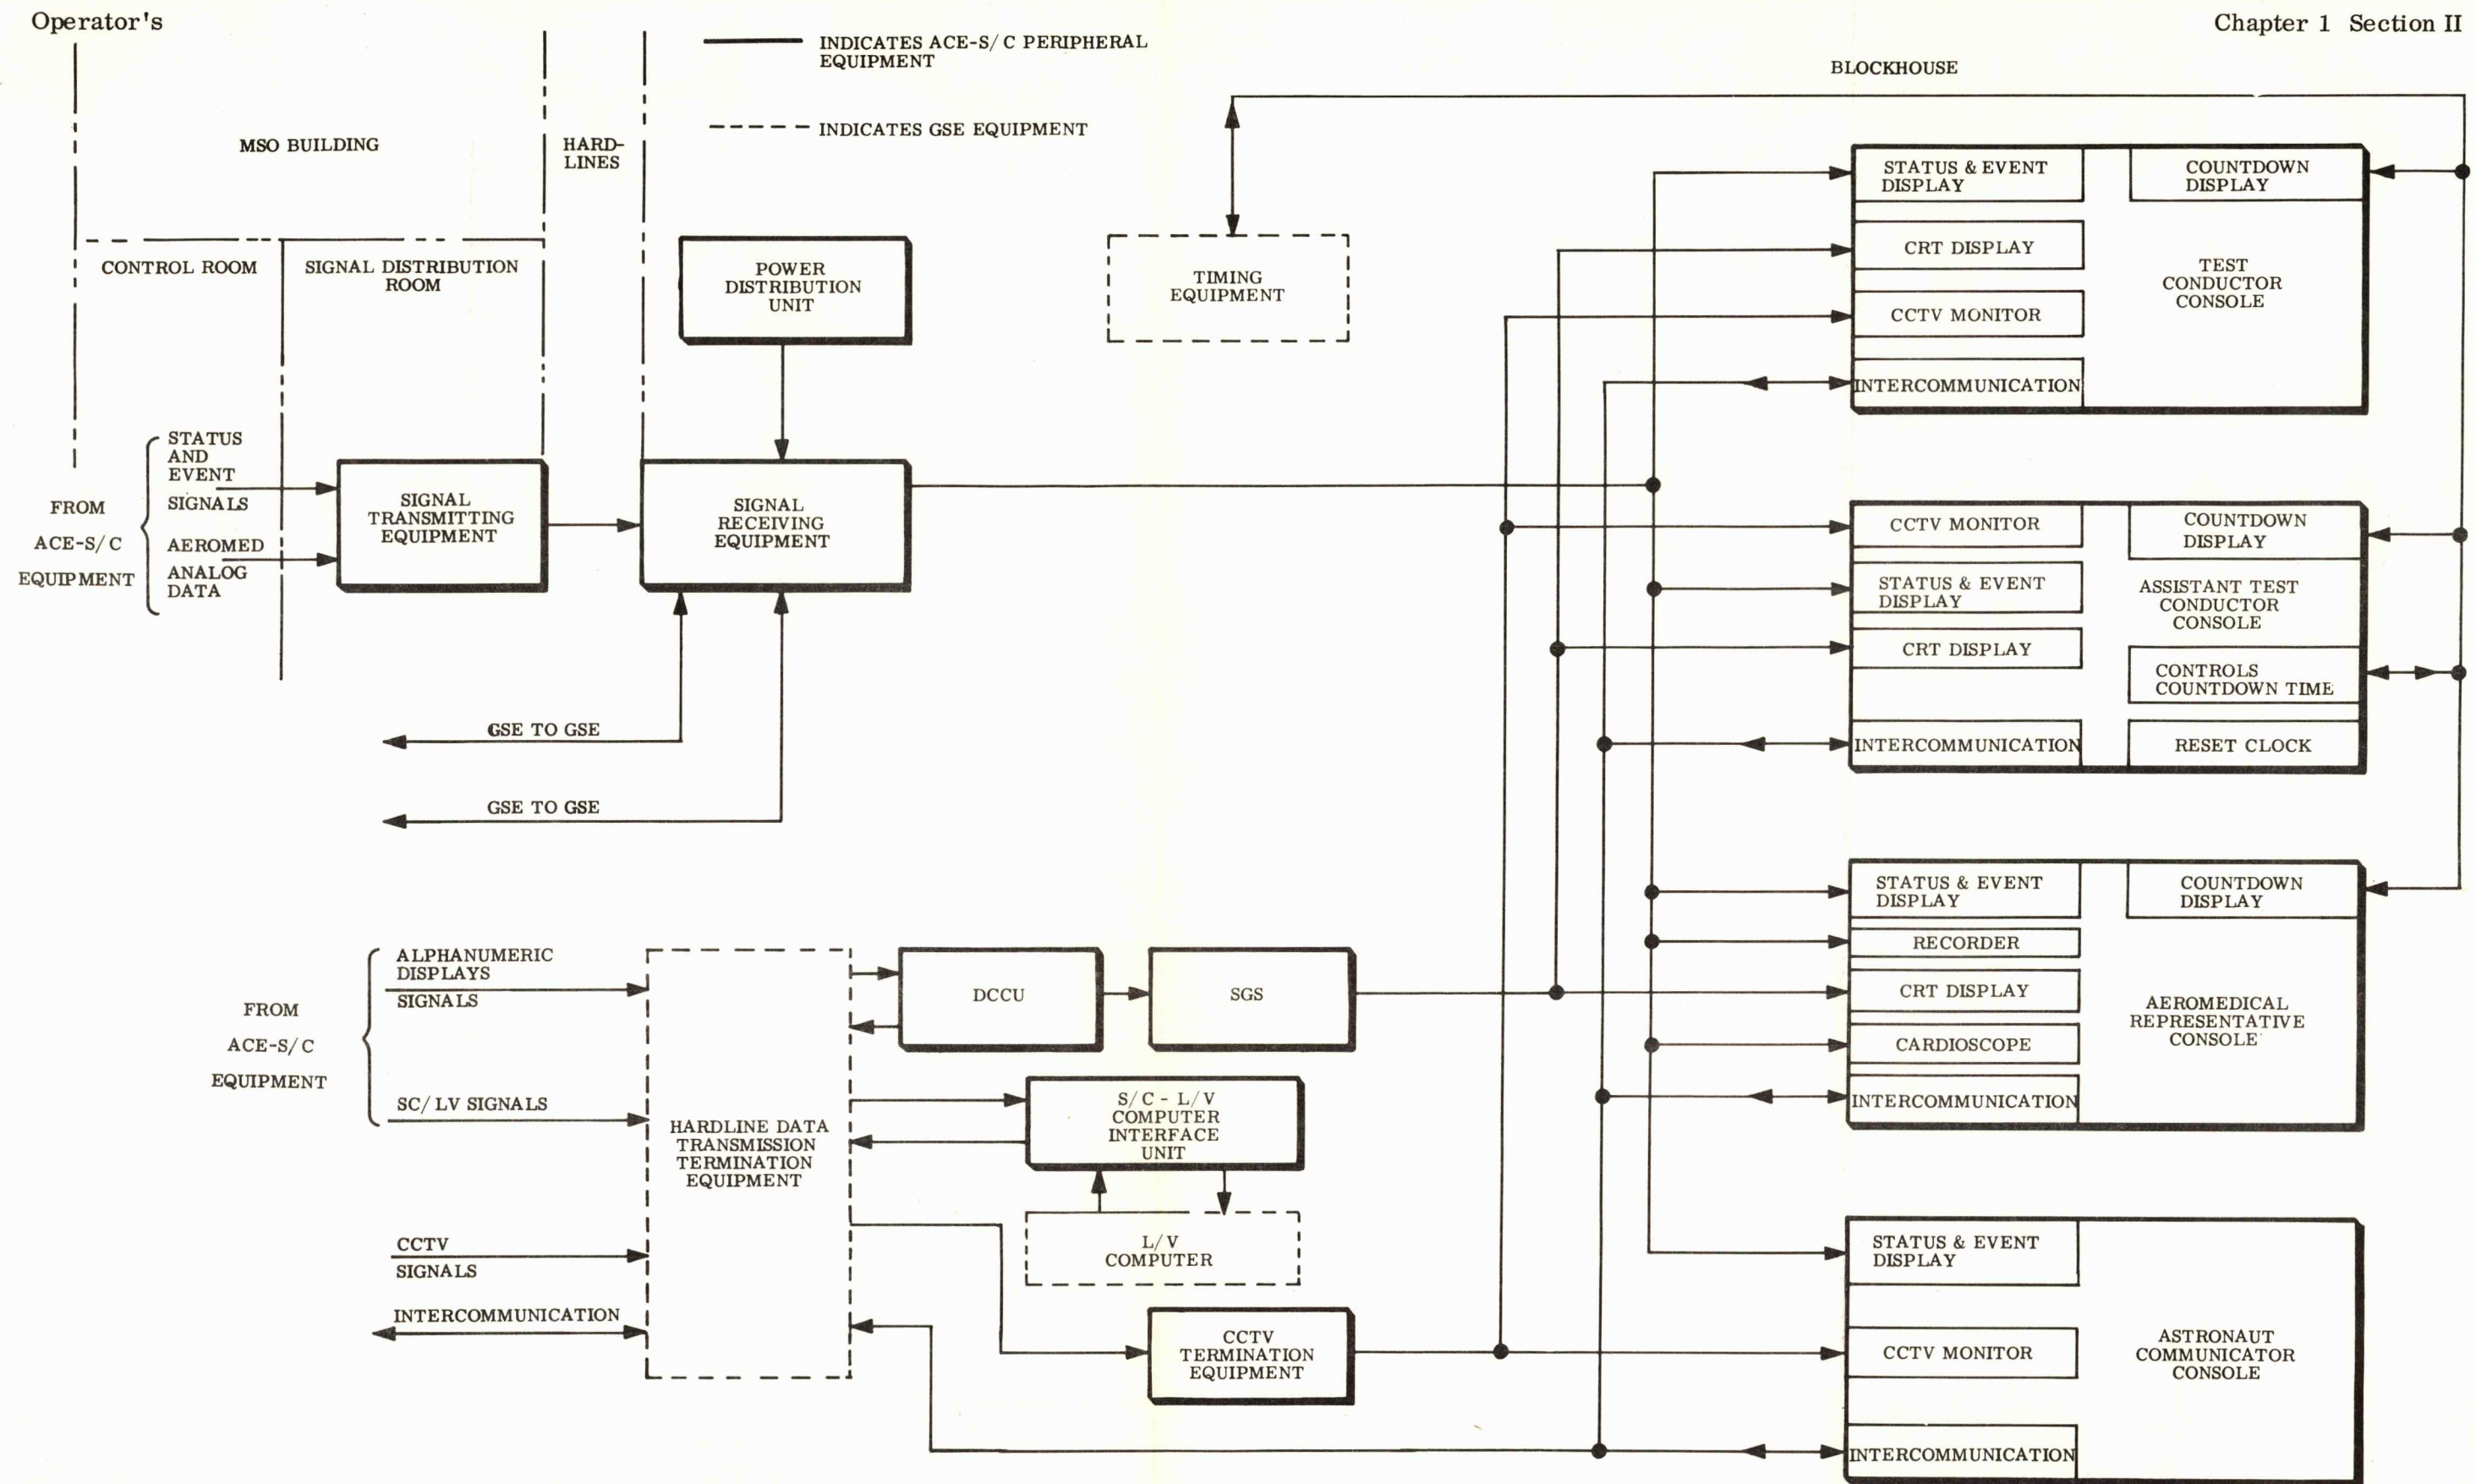 Operator's
Chapter 1 Section II
INDICATES ACE-S/C PERIPHERAL
EQUIPMENT
INDICATES GSE EQUIPMENT
BLOCKHOUSE
MSO BUILDING
HARD-
LINES
CONTROL ROOM
SIGNAL DISTRIBUTION
ROOM
POWER
DISTRIBUTION
UNIT
TIMING
EQUIPMENT
STATUS & EVENT
DISPLAY
COUNTDOWN
DISPLAY
CRT DISPLAY
CCTV MONITOR
INTERCOMMUNICATION
TEST
CONDUCTOR
CONSOLE
FROM
ACE-S/C
EQUIPMENT
STATUS
AND
EVENT
SIGNALS
AEROMED
ANALOG
DATA
SIGNAL
TRANSMITTING
EQUIPMENT
SIGNAL
RECEIVING
EQUIPMENT
GSE TO GSE
GSE TO GSE
CCTV MONITOR
COUNTDOWN
DISPLAY
STATUS & EVENT
DISPLAY
CRT DISPLAY
INTERCOMMUNICATION
ASSISTANT TEST
CONDUCTOR
CONSOLE
CONTROLS
COUNTDOWN TIME
RESET CLOCK
STATUS & EVENT
DISPLAY
COUNTDOWN
DISPLAY
RECORDER
CRT DISPLAY
CARDIOSCOPE
INTERCOMMUNICATION
AEROMEDICAL
REPRESENTATIVE
CONSOLE
FROM
ACE-S/C
EQUIPMENT
ALPHANUMERIC
DISPLAYS
SIGNALS
SC/LV SIGNALS
CCTV
SIGNALS
INTERCOMMUNICATION
HARDLINE DATA
TRANSMISSION
TERMINATION
EQUIPMENT
DCCU
SGS
S/C - L/V
COMPUTER
INTERFACE
UNIT
L/V
COMPUTER
CCTV
TERMINATION
EQUIPMENT
STATUS & EVENT
DISPLAY
CCTV MONITOR
INTERCOMMUNICATION
ASTRONAUT
COMMUNICATOR
CONSOLE